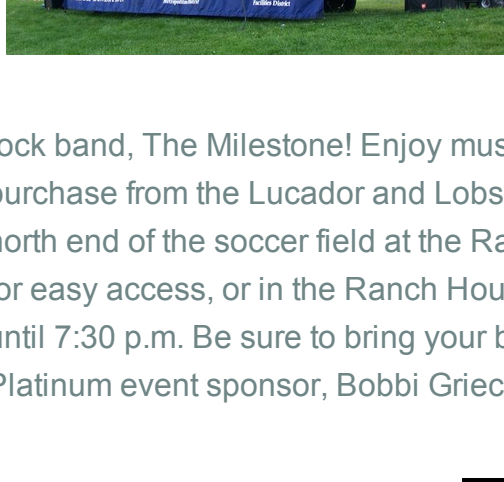 Facilities District
ock band, The Milestone! Enjoy mus
purchase from the Lucador and Lobs
north end of the soccer field at the Ra
or easy access, or in the Ranch Hou
until 7:30 p.m. Be sure to bring your b
Platinum event sponsor, Bobbi Griec